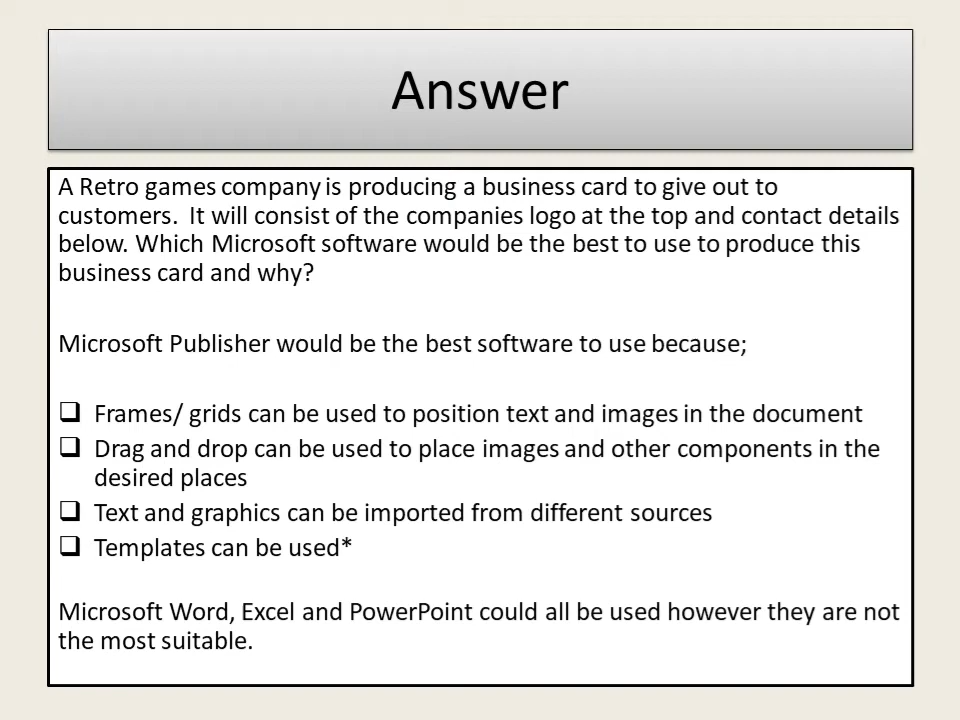 Answer
A Retro games company is producing a business card to give out to
customers.  It will consist of the companies logo at the top and contact details
below. Which Microsoft software would be the best to use to produce this
business card and why?
Microsoft Publisher would be the best software to use because;
❑ Frames/ grids can be used to position text and images in the document
❑ Drag and drop can be used to place images and other components in the
desired places
❑ Text and graphics can be imported from different sources
❑ Templates can be used*
Microsoft Word, Excel and PowerPoint could all be used however they are not
the most suitable.